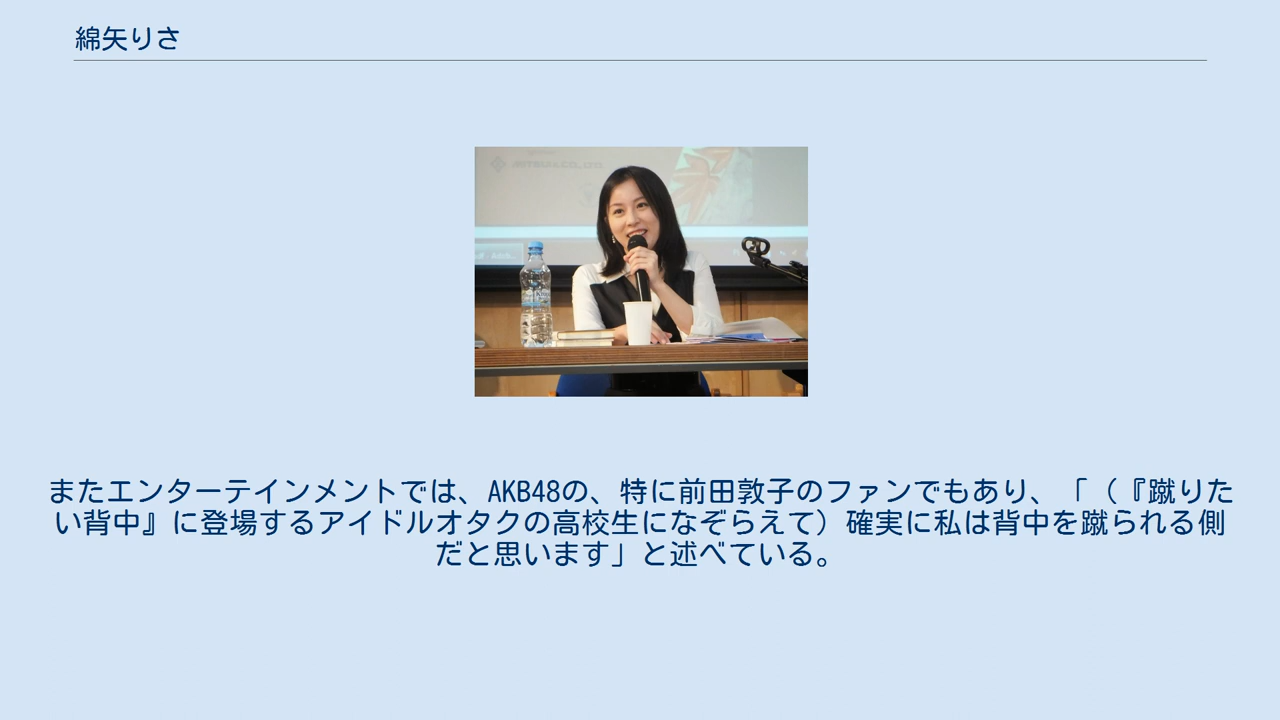 綿矢りさ
またエンターテインメントでは、AKB48の、特に前田敦子のファンでもあり、「（『蹴りた
い背中』に登場するアイドルオタクの高校生になぞらえて）確実に私は背中を蹴られる側
だと思います」と述べている。